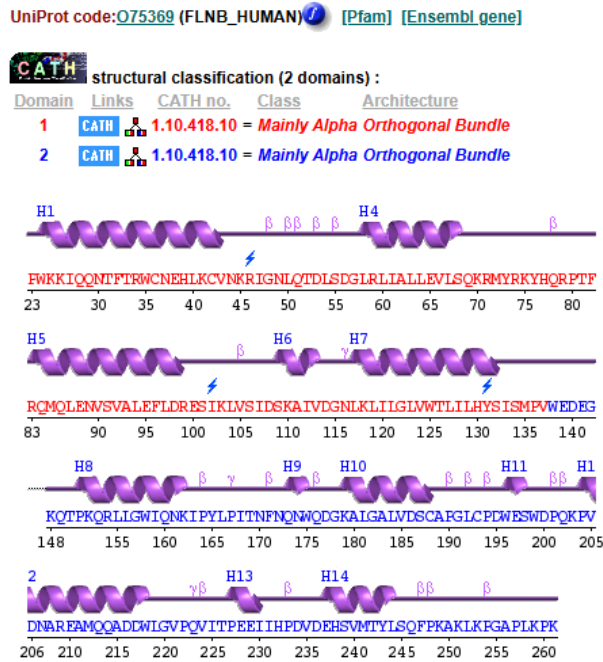 UniProt code:O75369 (FLNB_HUMAN) [Pfam] [Ensembl gene]
CATH structural classification (2 domains) :
Domain Links CATH no. Class Architecture
1 CATH 1.10.418.10 = Mainly Alpha Orthogonal Bundle
2 CATH 1.10.418.10 = Mainly Alpha Orthogonal Bundle
H1 H4
β ββ β β β
PWKKIQQNTFTRWCNEHLKCVNKRIGNLQTDLSDGLRLIALLEVLSQKRMYRKYHQRPTF
23 30 35 40 45 50 55 60 65 70 75 80
H5 H6 H7
β γ
RQMQLENVSVALEFLDRESIKLVSIDSKAIVDGNLKLILGLVWTLILHYSISMPVWEDEG
83 90 95 100 105 110 115 120 125 130 135 140
H8 H9 H10 H11 H1
β γ β β β β β ββ
KQTPKQRLLGWIQNKIPYLPITNFNQNWQDGKALGALVDSCAPGLCPDWESWDPQKPV
148 155 160 165 170 175 180 185 190 195 200 205
2 H13 H14
γβ β ββ β
DNAREAMQQADDWLGVPQVITPEEIIHPDVDEHSVMTYLSQFPKAKLKPGAPLKPK
206 210 215 220 225 230 235 240 245 250 255 260